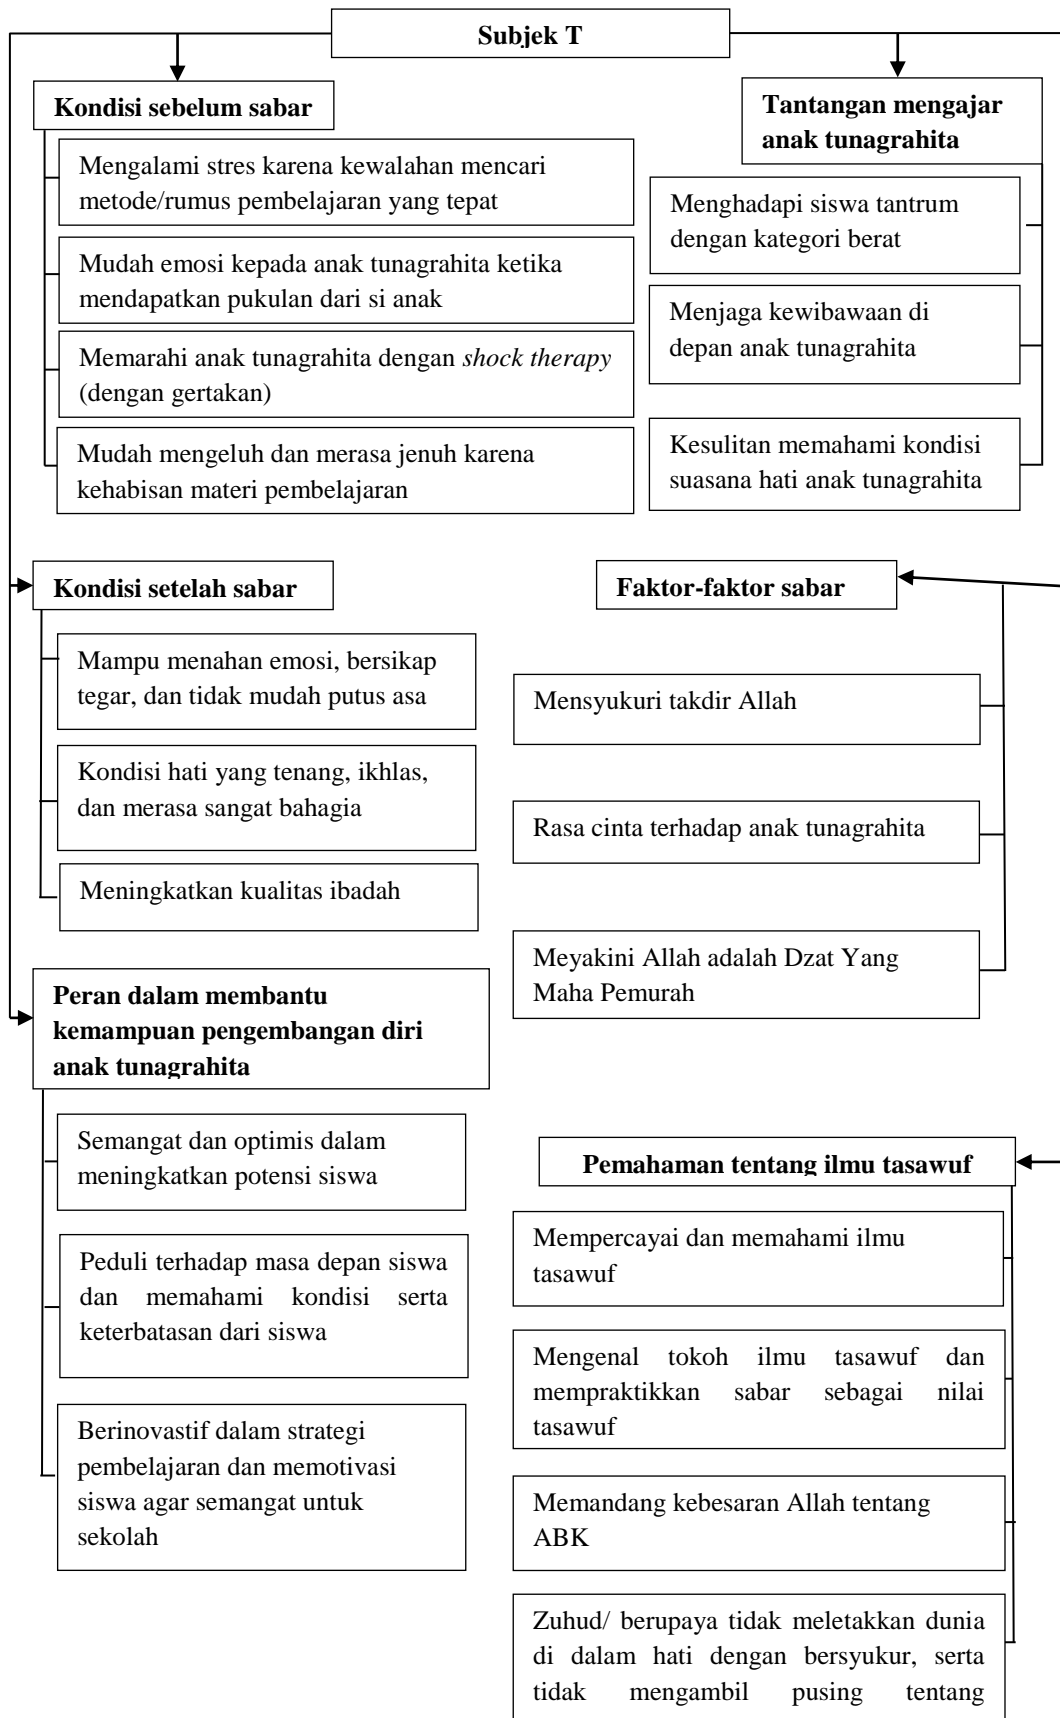 Subjek T
Kondisi sebelum sabar
Mengalami stres karena kewalahan mencari
metode/rumus pembelajaran yang tepat
Mudah emosi kepada anak tunagrahita ketika
mendapatkan pukulan dari si anak
Memarahi anak tunagrahita dengan shock therapy
(dengan gertakan)
Mudah mengeluh dan merasa jenuh karena
kehabisan materi pembelajaran
Tantangan mengajar
anak tunagrahita
Menghadapi siswa tantrum
dengan kategori berat
Menjaga kewibawaan di
depan anak tunagrahita
Kesulitan memahami kondisi
suasana hati anak tunagrahita
Kondisi setelah sabar
Mampu menahan emosi, bersikap
tegar, dan tidak mudah putus asa
Kondisi hati yang tenang, ikhlas,
dan merasa sangat bahagia
Meningkatkan kualitas ibadah
Faktor-faktor sabar
Mensyukuri takdir Allah
Rasa cinta terhadap anak tunagrahita
Meyakini Allah adalah Dzat Yang
Maha Pemurah
Peran dalam membantu
kemampuan pengembangan diri
anak tunagrahita
Semangat dan optimis dalam
meningkatkan potensi siswa
Peduli terhadap masa depan siswa
dan memahami kondisi serta
keterbatasan dari siswa
Berinovastif dalam strategi
pembelajaran dan memotivasi
siswa agar semangat untuk
sekolah
Pemahaman tentang ilmu tasawuf
Mempercayai dan memahami ilmu
tasawuf
Mengenal tokoh ilmu tasawuf dan
mempraktikkan sabar sebagai nilai
tasawuf
Memandang kebesaran Allah tentang
ABK
Zuhud/ berupaya tidak meletakkan dunia
di dalam hati dengan bersyukur, serta
tidak mengambil pusing tentang